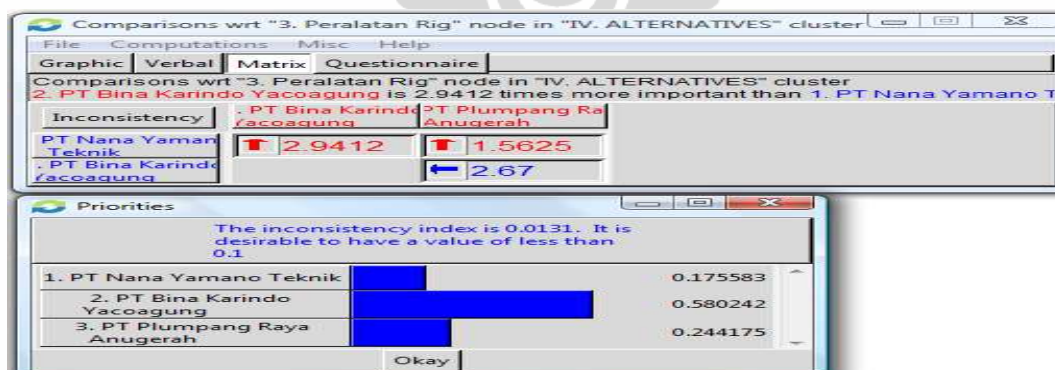 Comparisons wrt "3. Peralatan Rig" node in "IV. ALTERNATIVES" cluster
File Computations Misc Help
Graphic Verbal Matrix Questionnaire
Comparisons wrt "3. Peralatan Rig" node in "IV. ALTERNATIVES" cluster
2. PT Bina Karindo Yacoagung is 2.9412 times more important than 1. PT Nana Yamano T
Inconsistency
. PT Bina Karindo
Yacoagung
PT Plumpang Ra
Anugerah
PT Nana Yaman
Teknik
2.9412
1.5625
. PT Bina Karindo
Yacoagung
2.67
Priorities
The inconsistency index is 0.0131. It is
desirable to have a value of less than
0.1
1. PT Nana Yamano Teknik 0.175583
2. PT Bina Karindo
Yacoagung
0.580242
3. PT Plumpang Raya
Anugerah
0.244175
Okay